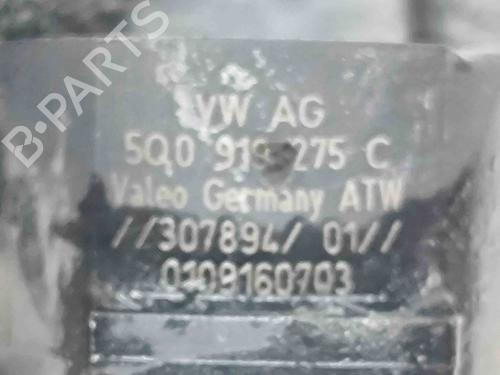 B-PARTS
VW AG
5Q0 919 275 C
Valeo Germany ATW
//307894/ 01//
0109160703